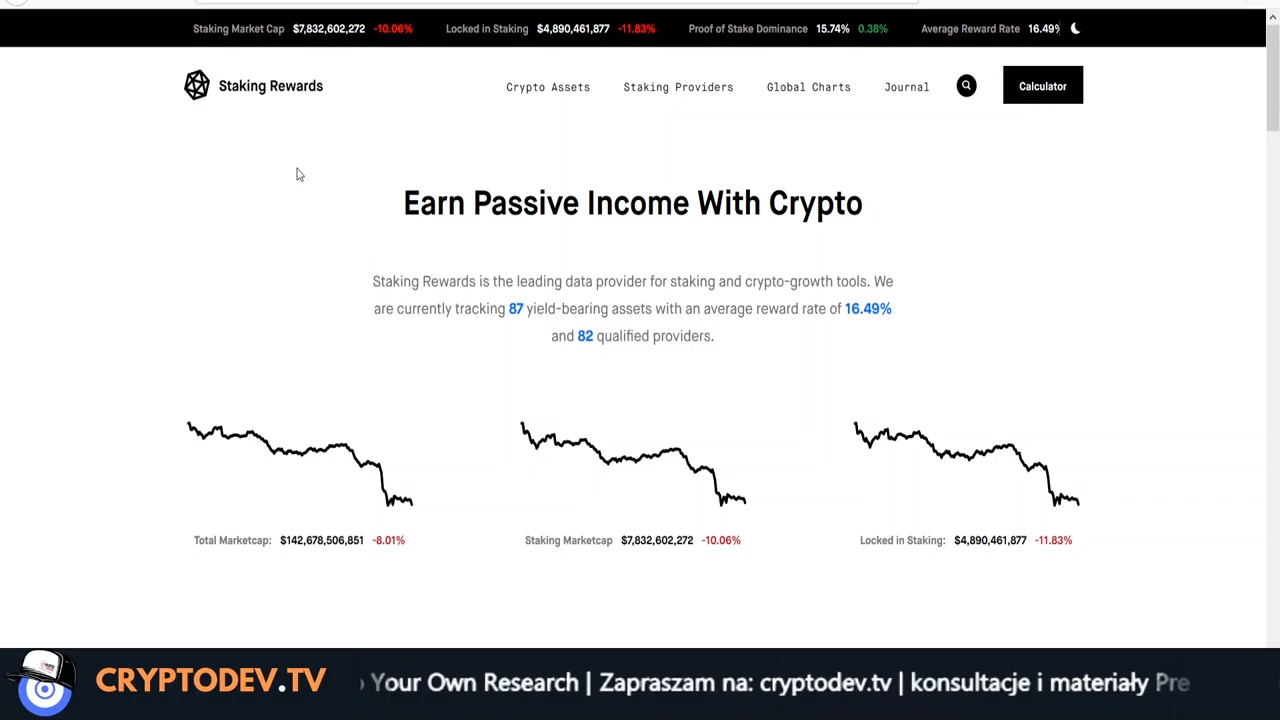 Staking Market Cap $7,832,602,272 -10.06% Locked in Staking $4,890,461,877 -11.83% Proof of Stake Dominance 15.74% 0.38% Average Reward Rate 16.49%
Staking Rewards Crypto Assets Staking Providers Global Charts Journal Calculator
Earn Passive Income With Crypto
Staking Rewards is the leading data provider for staking and crypto-growth tools. We
are currently tracking 87 yield-bearing assets with an average reward rate of 16.49%
and 82 qualified providers.
Total Marketcap: $142,678,506,851 -8.01% Staking Marketcap $7,832,602,272 -10.06% Locked in Staking: $4,890,461,877 -11.83%
CRYPTODEV.TV Your Own Research | Zapraszam na: cryptodev.tv | konsultacje i materiały Pre